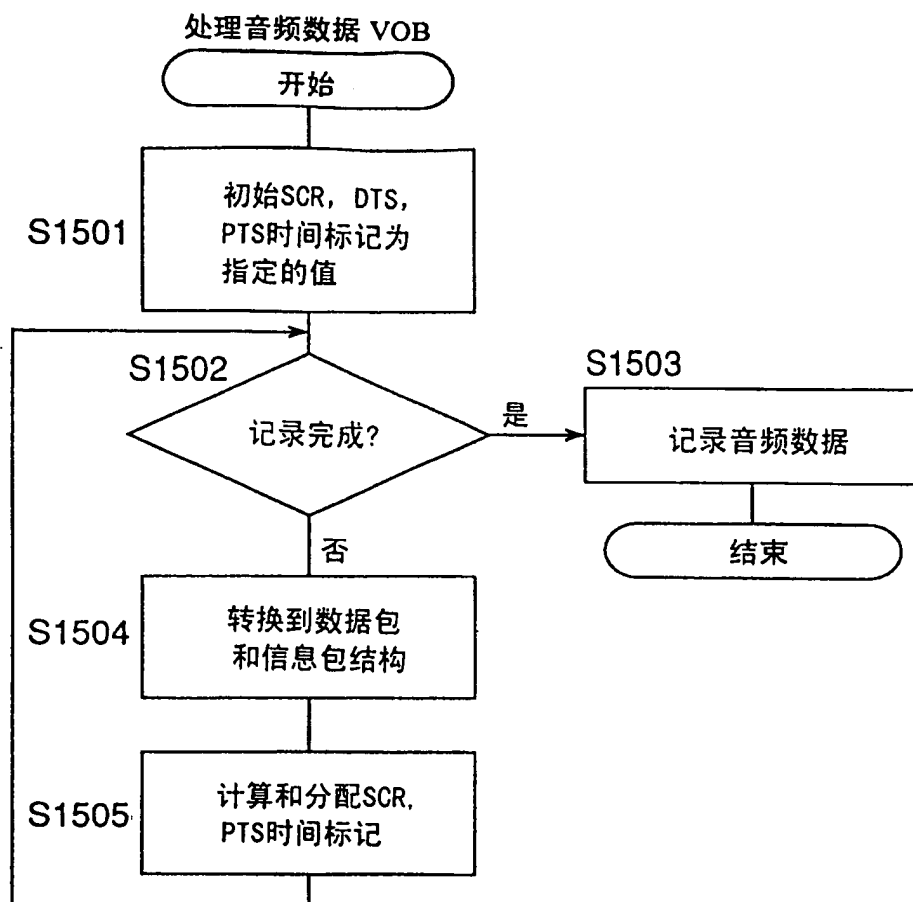 处理音频数据 VOB
开始
S1501
初始SCR, DTS,
PTS时间标记为
指定的值
S1502
记录完成?
是
S1503
记录音频数据
结束
否
S1504
转换到数据包
和信息包结构
S1505
计算和分配SCR,
PTS时间标记